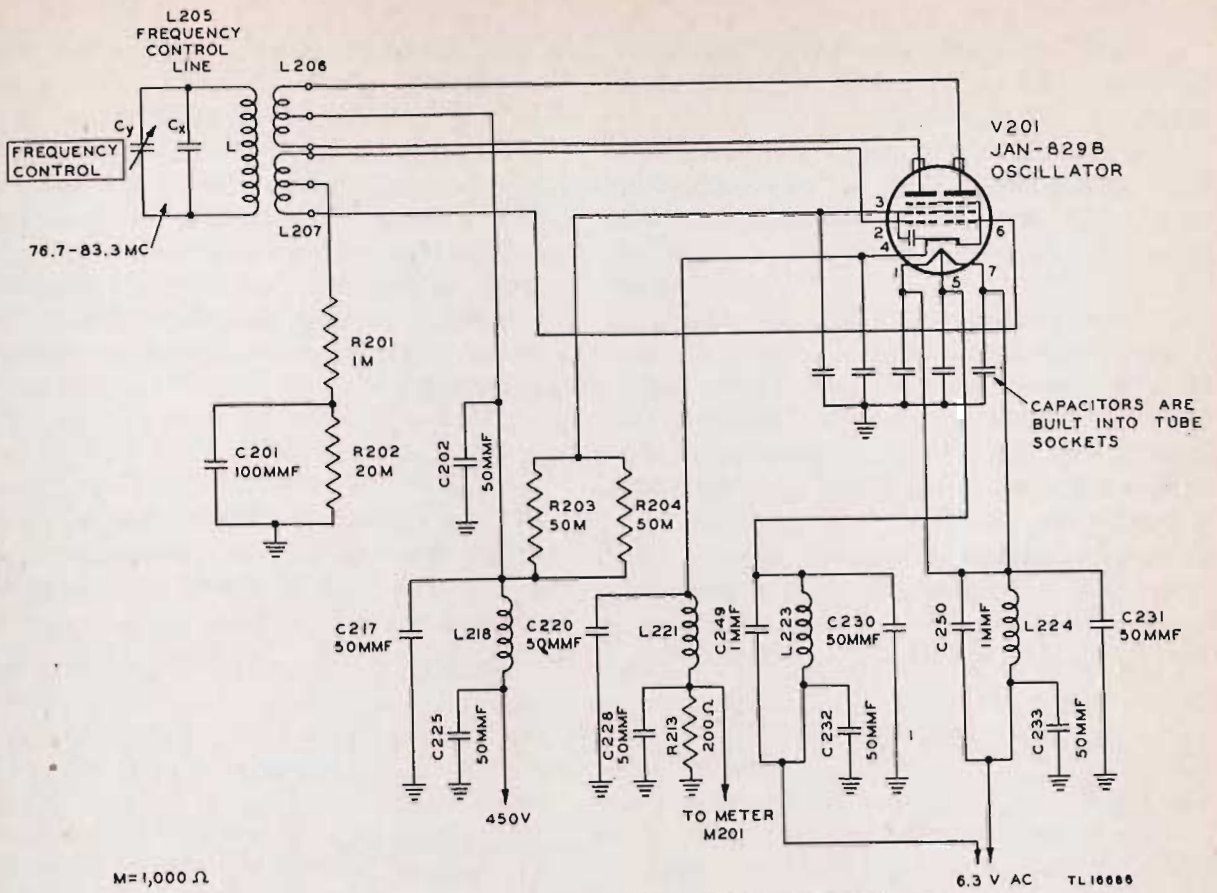 L205
FREQUENCY
CONTROL
LINE
L206
Cy
Cx
L
FREQUENCY
CONTROL
L207
76.7-83.3 MC
V201
JAN-829B
OSCILLATOR
3
2
4
6
1
5
7
R201
1M
C201
100MMF
R202
20M
C202
50MMF
R203
50M
R204
50M
CAPACITORS ARE
BUILT INTO TUBE
SOCKETS
C217
50MMF
L218
C220
50MMF
L221
C249
1MMF
L223
C230
50MMF
C250
1MMF
L224
C231
50MMF
C225
50MMF
C228
50MMF
R213
200Ω
C232
50MMF
C233
50MMF
450V
TO METER
M201
M=1,000 Ω
6.3 V AC
TL16686